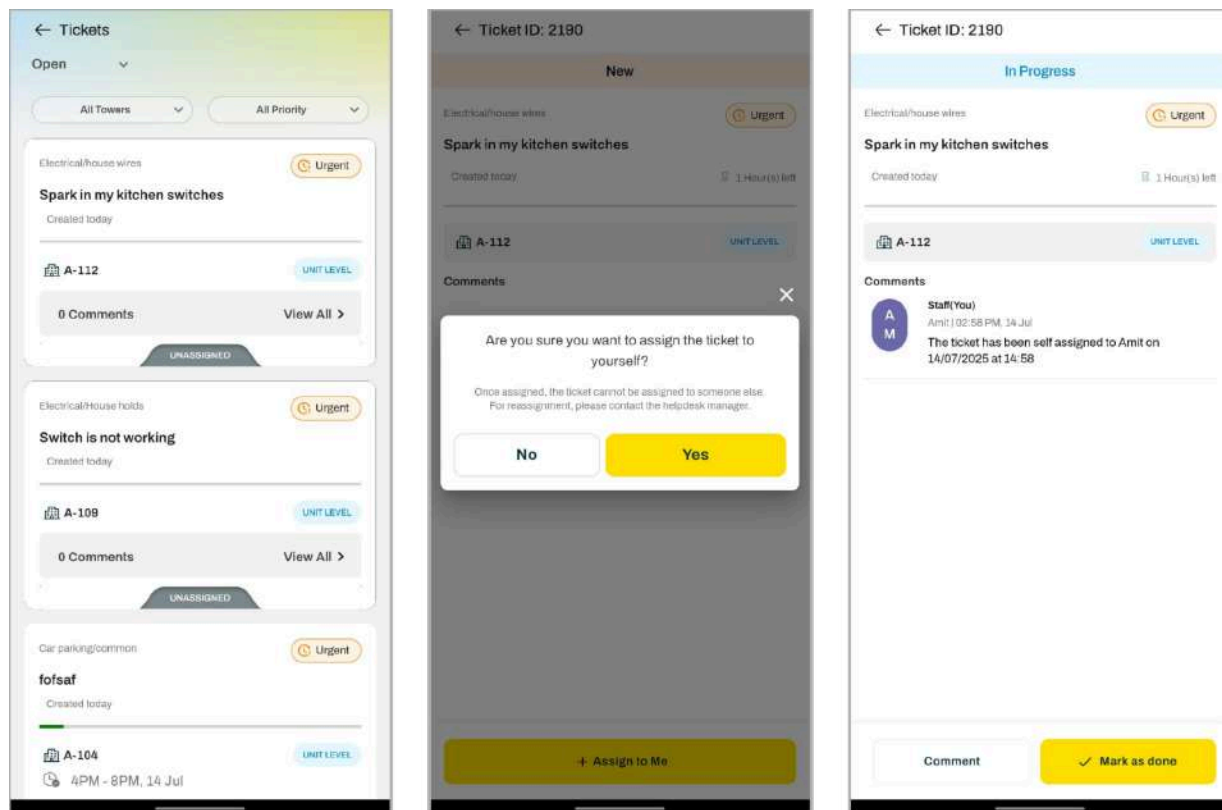 Tickets
Open
All Towers
All Priority
Electrical/house wires
Urgent
Spark in my kitchen switches
Created today
A-112
UNIT LEVEL
0 Comments
View All >
UNASSIGNED
Electrical/House holds
Urgent
Switch is not working
Created today
A-109
UNIT LEVEL
0 Comments
View All >
UNASSIGNED
Car parking/common
Urgent
fofsaf
Created today
A-104
UNIT LEVEL
4PM - 8PM, 14 Jul
Ticket ID: 2190
New
Electrical/house wires
Urgent
Spark in my kitchen switches
Created today
1 Hour(s) left
A-112
UNIT LEVEL
Comments
Are you sure you want to assign the ticket to
yourself?
Once assigned, the ticket cannot be assigned to someone else.
For reassignment, please contact the helpdesk manager.
No
Yes
+ Assign to Me
Ticket ID: 2190
In Progress
Electrical/house wires
Urgent
Spark in my kitchen switches
Created today
1 Hour(s) left
A-112
UNIT LEVEL
Comments
A
M
Staff(You)
Amit | 02:58 PM, 14 Jul
The ticket has been self assigned to Amit on
14/07/2025 at 14:58
Comment
Mark as done